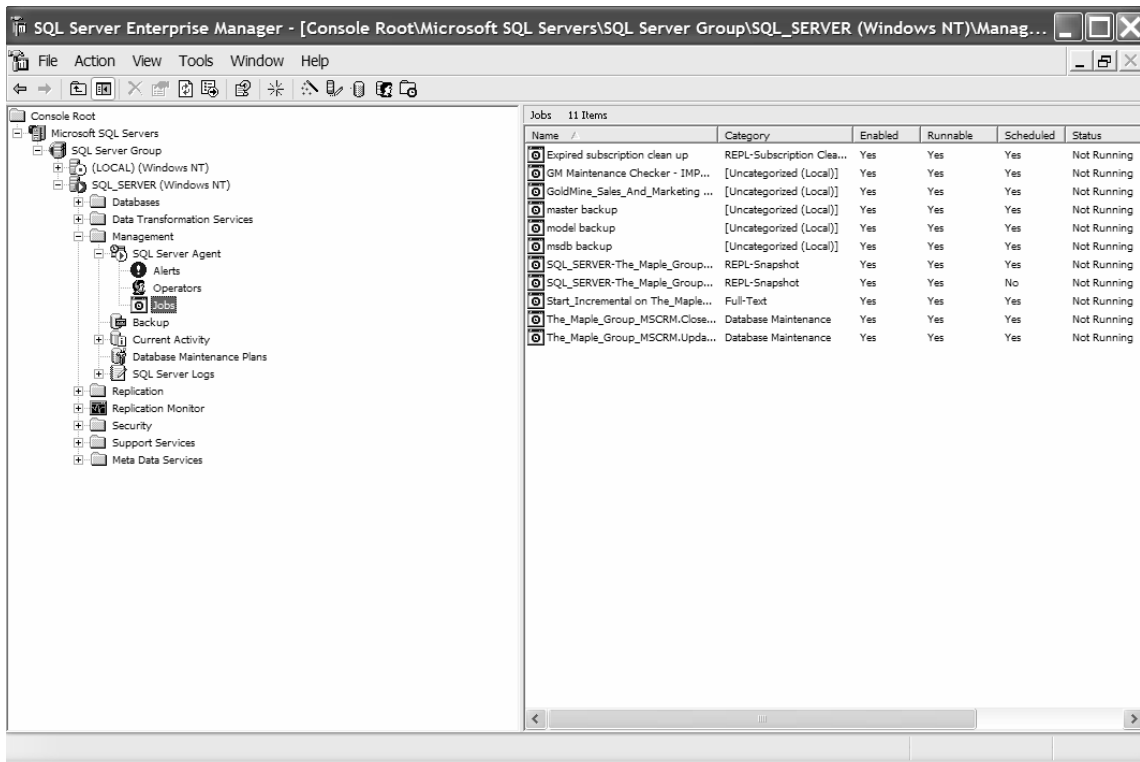 SQL Server Enterprise Manager - [Console Root\Microsoft SQL Servers\SQL Server Group\SQL_SERVER (Windows NT)\Manag...
File Action View Tools Window Help
Console Root
Microsoft SQL Servers
SQL Server Group
(LOCAL) (Windows NT)
SQL_SERVER (Windows NT)
Databases
Data Transformation Services
Management
SQL Server Agent
Alerts
Operators
Jobs
Backup
Current Activity
Database Maintenance Plans
SQL Server Logs
Replication
Replication Monitor
Security
Support Services
Meta Data Services
Jobs 11 Items
Name Category Enabled Runnable Scheduled Status
Expired subscription clean up REPL-Subscription Clea... Yes Yes Yes Not Running
GM Maintenance Checker - IMP... [Uncategorized (Local)] Yes Yes Yes Not Running
GoldMine_Sales_And_Marketing ... [Uncategorized (Local)] Yes Yes Yes Not Running
master backup [Uncategorized (Local)] Yes Yes Yes Not Running
model backup [Uncategorized (Local)] Yes Yes Yes Not Running
msdb backup [Uncategorized (Local)] Yes Yes Yes Not Running
SQL_SERVER-The_Maple_Group... REPL-Snapshot Yes Yes Yes Not Running
SQL_SERVER-The_Maple_Group... REPL-Snapshot Yes Yes No Not Running
Start_Incremental on The_Maple... Full-Text Yes Yes Yes Not Running
The_Maple_Group_MSCRM.Close... Database Maintenance Yes Yes Yes Not Running
The_Maple_Group_MSCRM.Upda... Database Maintenance Yes Yes Yes Not Running